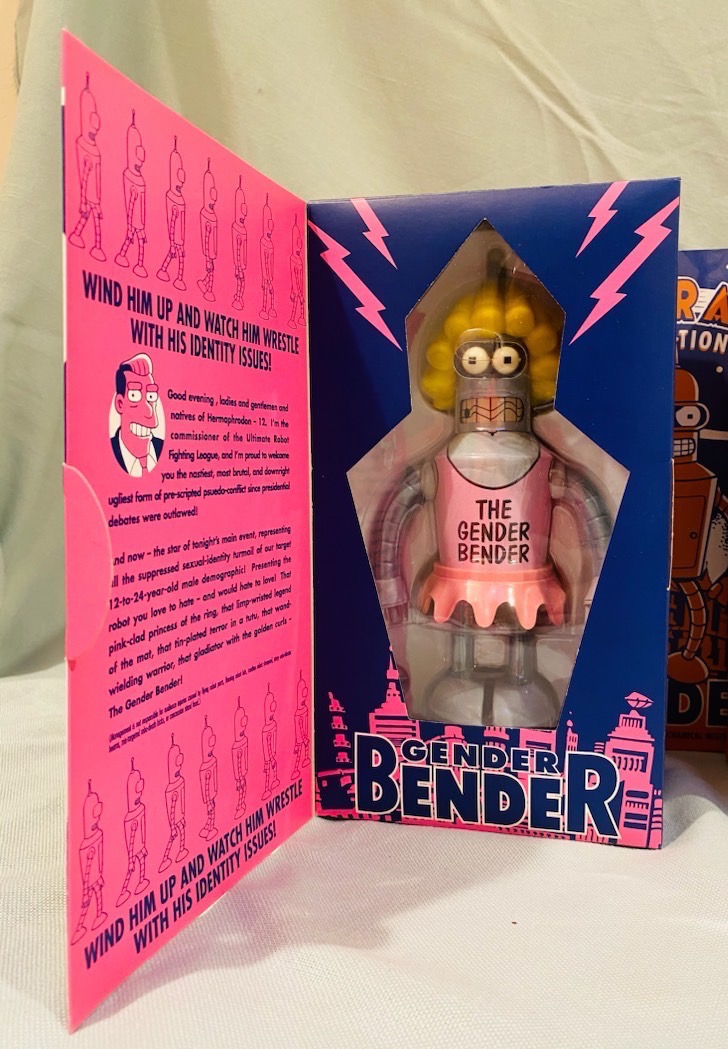 WIND HIM UP AND WATCH HIM WRESTLE
WITH HIS IDENTITY ISSUES!
Good evening, ladies and gentlemen and
natives of Hermaphrodon - 12. I'm the
commissioner of the Ultimate Robot
Fighting League, and I'm proud to welcome
you the nastiest, most brutal, and downright
ugliest form of pre-scripted psuedo-conflict since presidential
debates were outlawed!
nd now – the star of tonight's main event, representing
ll the suppressed sexual-identity turmoil of our target
12-to-24-year-old male demographic! Presenting the
robot you love to hate – and would hate to love! That
pink-clad princess of the ring, that limp-wristed legend
of the mat, that tin-plated terror in a tutu, that wand-
wielding warrior, that gladiator with the golden curls –
The Gender Bender!
WIND HIM UP AND WATCH HIM WRESTLE
WITH HIS IDENTITY ISSUES!
THE
GENDER
BENDER
GENDER
BENDER
RA
TION
DE